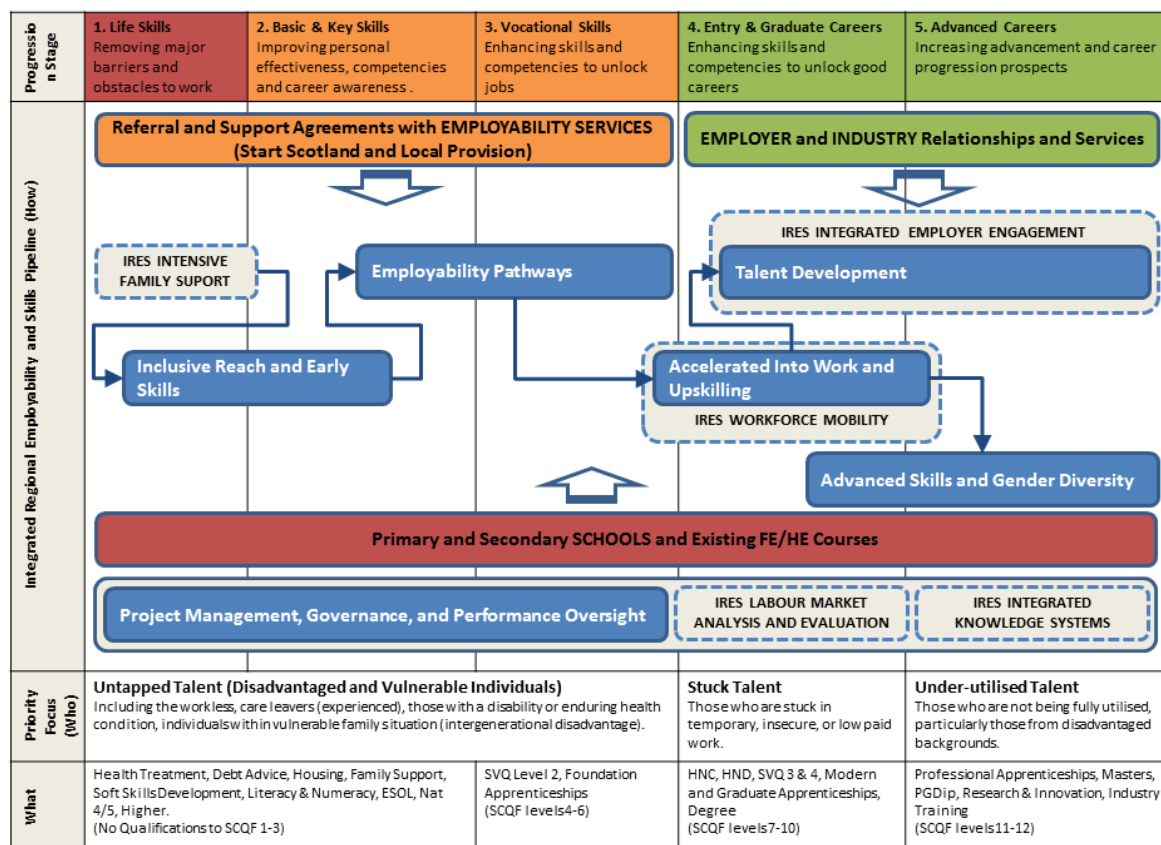 Progressio
n Stage
1. Life Skills
Removing major
barriers and
obstacles to work
2. Basic & Key Skills
Improving personal
effectiveness, competencies
and career awareness .
3. Vocational Skills
Enhancing skills and
competencies to unlock
jobs
4. Entry & Graduate Careers
Enhancing skills and
competencies to unlock good
careers
5. Advanced Careers
Increasing advancement and career
progression prospects
Integrated Regional Employability and Skills Pipeline (How)
Referral and Support Agreements with EMPLOYABILITY SERVICES
(Start Scotland and Local Provision)
EMPLOYER and INDUSTRY Relationships and Services
IRES INTENSIVE
FAMILY SUPORT
Employability Pathways
IRES INTEGRATED EMPLOYER ENGAGEMENT
Talent Development
Inclusive Reach and Early
Skills
Accelerated Into Work and
Upskilling
IRES WORKFORCE MOBILITY
Advanced Skills and Gender Diversity
Primary and Secondary SCHOOLS and Existing FE/HE Courses
Project Management, Governance, and Performance Oversight
IRES LABOUR MARKET
ANALYSIS AND EVALUATION
IRES INTEGRATED
KNOWLEDGE SYSTEMS
Priority
Focus
(Who)
Untapped Talent (Disadvantaged and Vulnerable Individuals)
Including the workless, care leavers (experienced), those with a disability or enduring health
condition, individuals within vulnerable family situation (intergenerational disadvantage).
Stuck Talent
Those who are stuck in
temporary, insecure, or low paid
work.
Under-utilised Talent
Those who are not being fully utilised,
particularly those from disadvantaged
backgrounds.
What
Health Treatment, Debt Advice, Housing, Family Support,
Soft Skills Development, Literacy & Numeracy, ESOL, Nat
4/5, Higher.
(No Qualifications to SCQF 1-3)
SVQ Level 2, Foundation
Apprenticeships
(SCQF levels4-6)
HNC, HND, SVQ 3 & 4, Modern
and Graduate Apprenticeships,
Degree
(SCQF levels7-10)
Professional Apprenticeships, Masters,
PGDip, Research & Innovation, Industry
Training
(SCQF levels11-12)